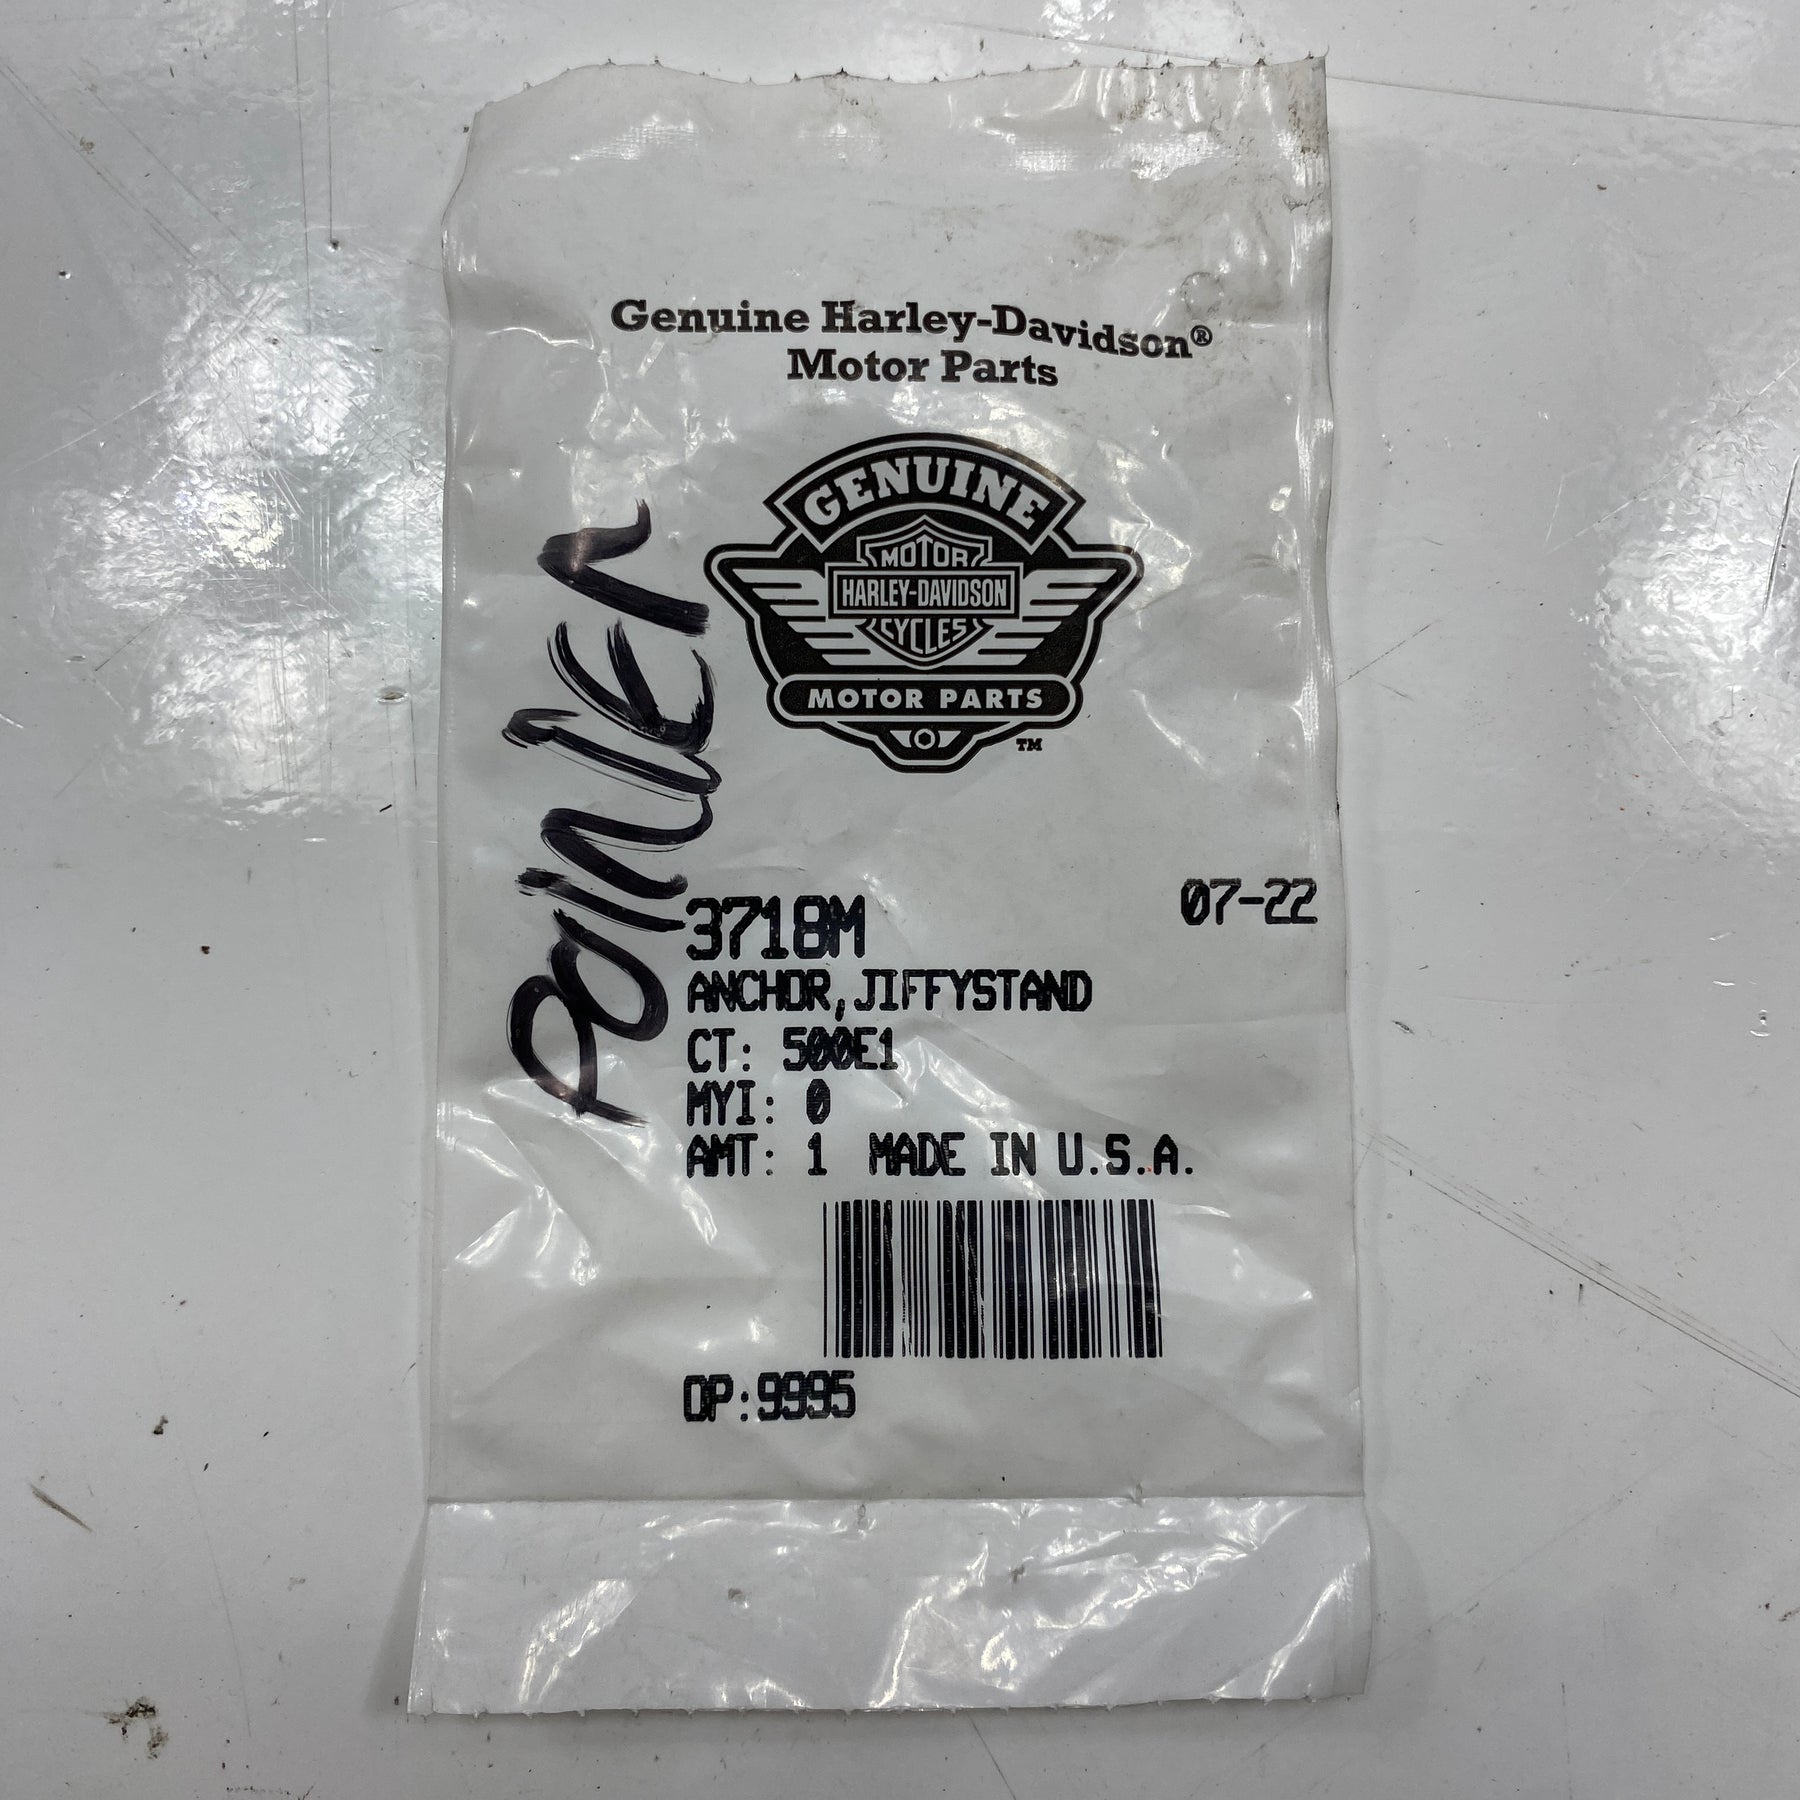 Genuine Harley-Davidson®
Motor Parts
GENUINE
MOTOR
HARLEY-DAVIDSON
CYCLES
MOTOR PARTS
TM
07-22
3718M
ANCHOR,JIFFYSTAND
CT: 500E1
MYI: 0
AMT: 1 MADE IN U.S.A.
OP:9995